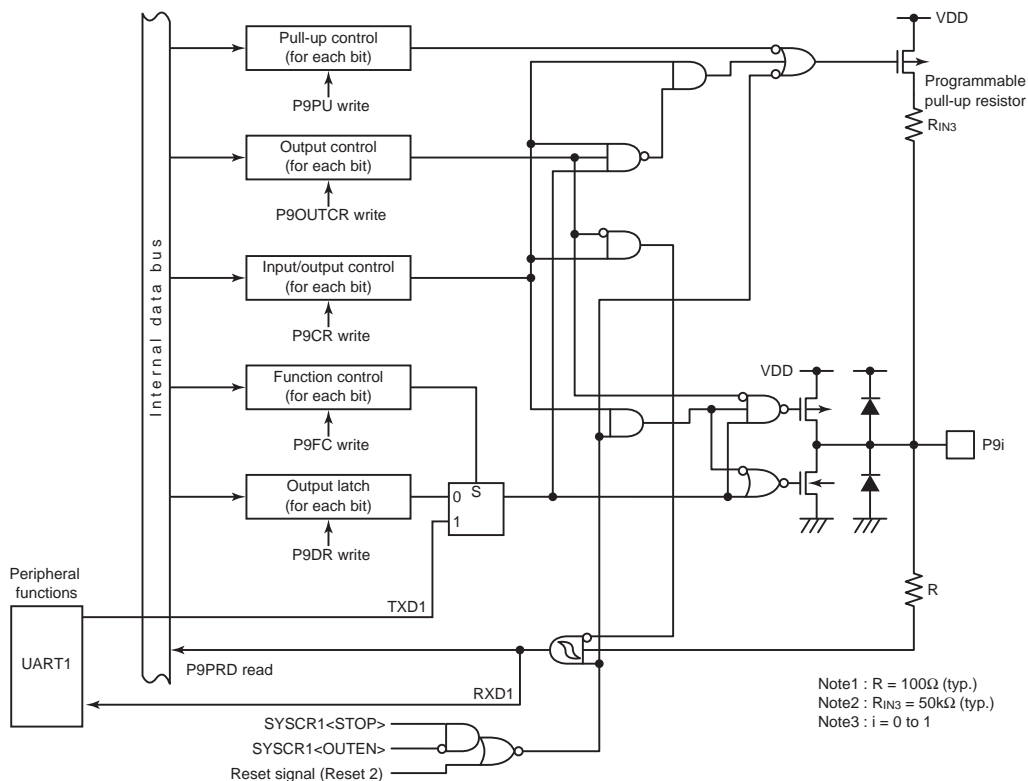 VDD
Pull-up control
(for each bit)
P9PU write
Programmable
pull-up resistor
RIN3
Output control
(for each bit)
P9OUTCR write
Input/output control
(for each bit)
P9CR write
Internal data bus
Function control
(for each bit)
P9FC write
VDD
P9i
Output latch
(for each bit)
P9DR write
0
S
1
Peripheral
functions
TXD1
R
UART1
P9PRD read
RXD1
Note1 : R = 100Ω (typ.)
Note2 : RIN3 = 50kΩ (typ.)
Note3 : i = 0 to 1
SYSCR1<STOP>
SYSCR1<OUTEN>
Reset signal (Reset 2)